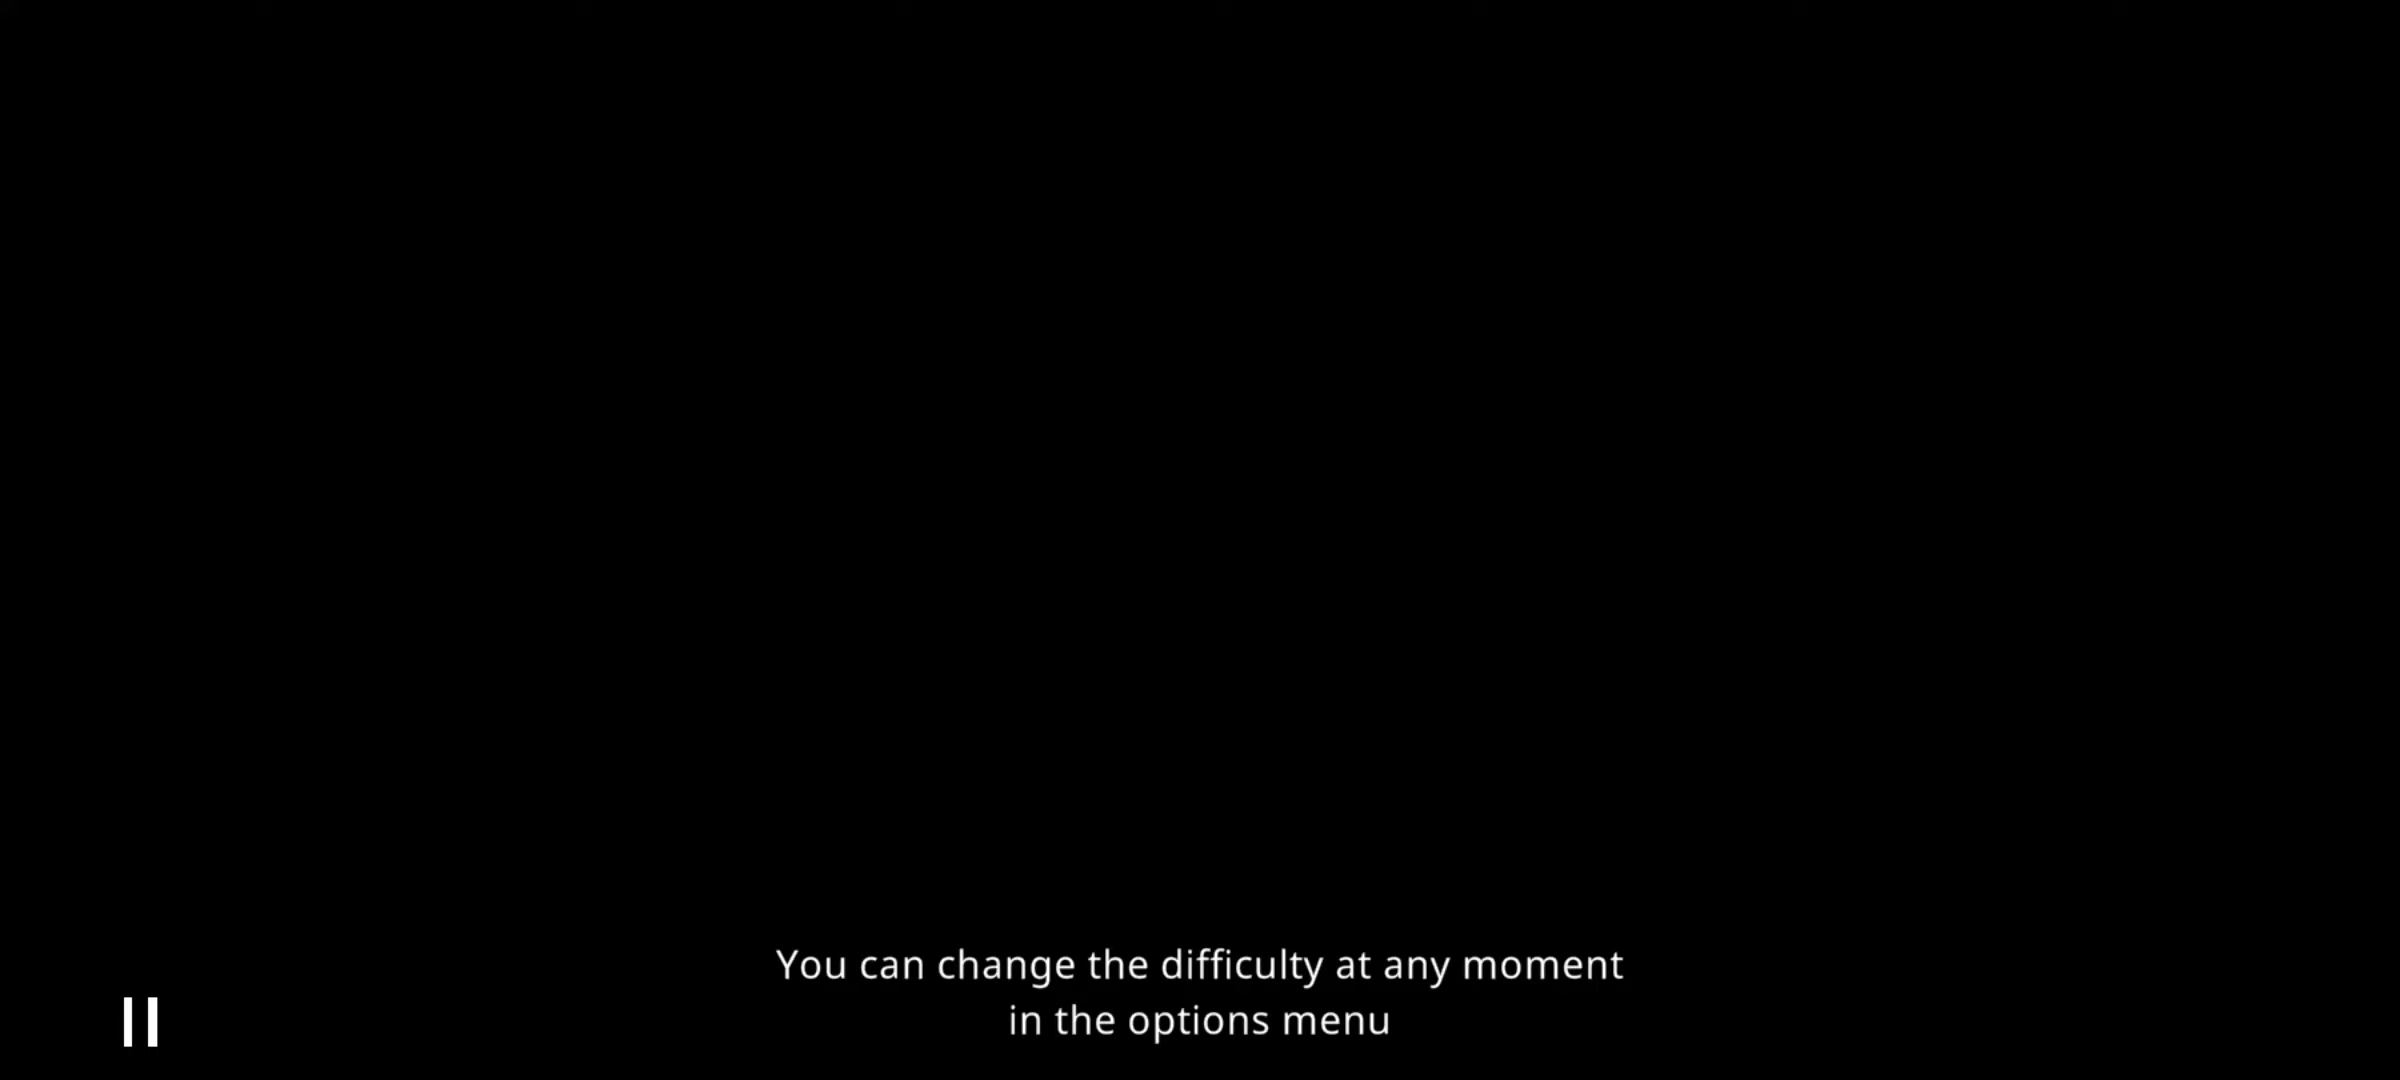 You can change the difficulty at any moment
in the options menu